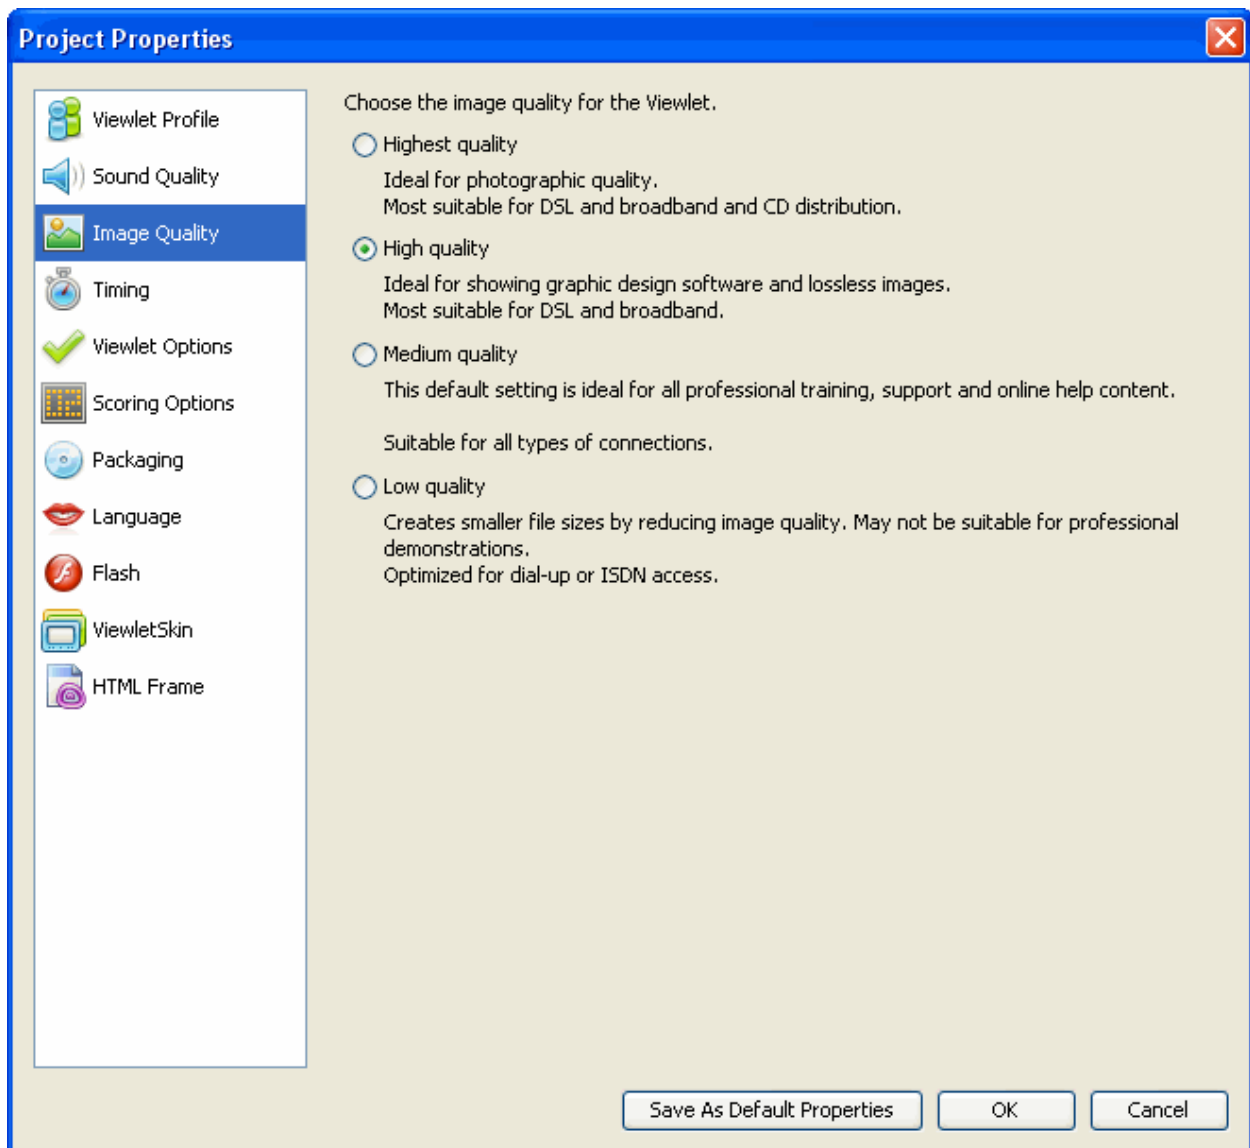 Project Properties
Viewlet Profile
Sound Quality
Image Quality
Timing
Viewlet Options
Scoring Options
Packaging
Language
Flash
ViewletSkin
HTML Frame
Choose the image quality for the Viewlet.
Highest quality
Ideal for photographic quality.
Most suitable for DSL and broadband and CD distribution.
High quality
Ideal for showing graphic design software and lossless images.
Most suitable for DSL and broadband.
Medium quality
This default setting is ideal for all professional training, support and online help content.
Suitable for all types of connections.
Low quality
Creates smaller file sizes by reducing image quality. May not be suitable for professional
demonstrations.
Optimized for dial-up or ISDN access.
Save As Default Properties
OK
Cancel